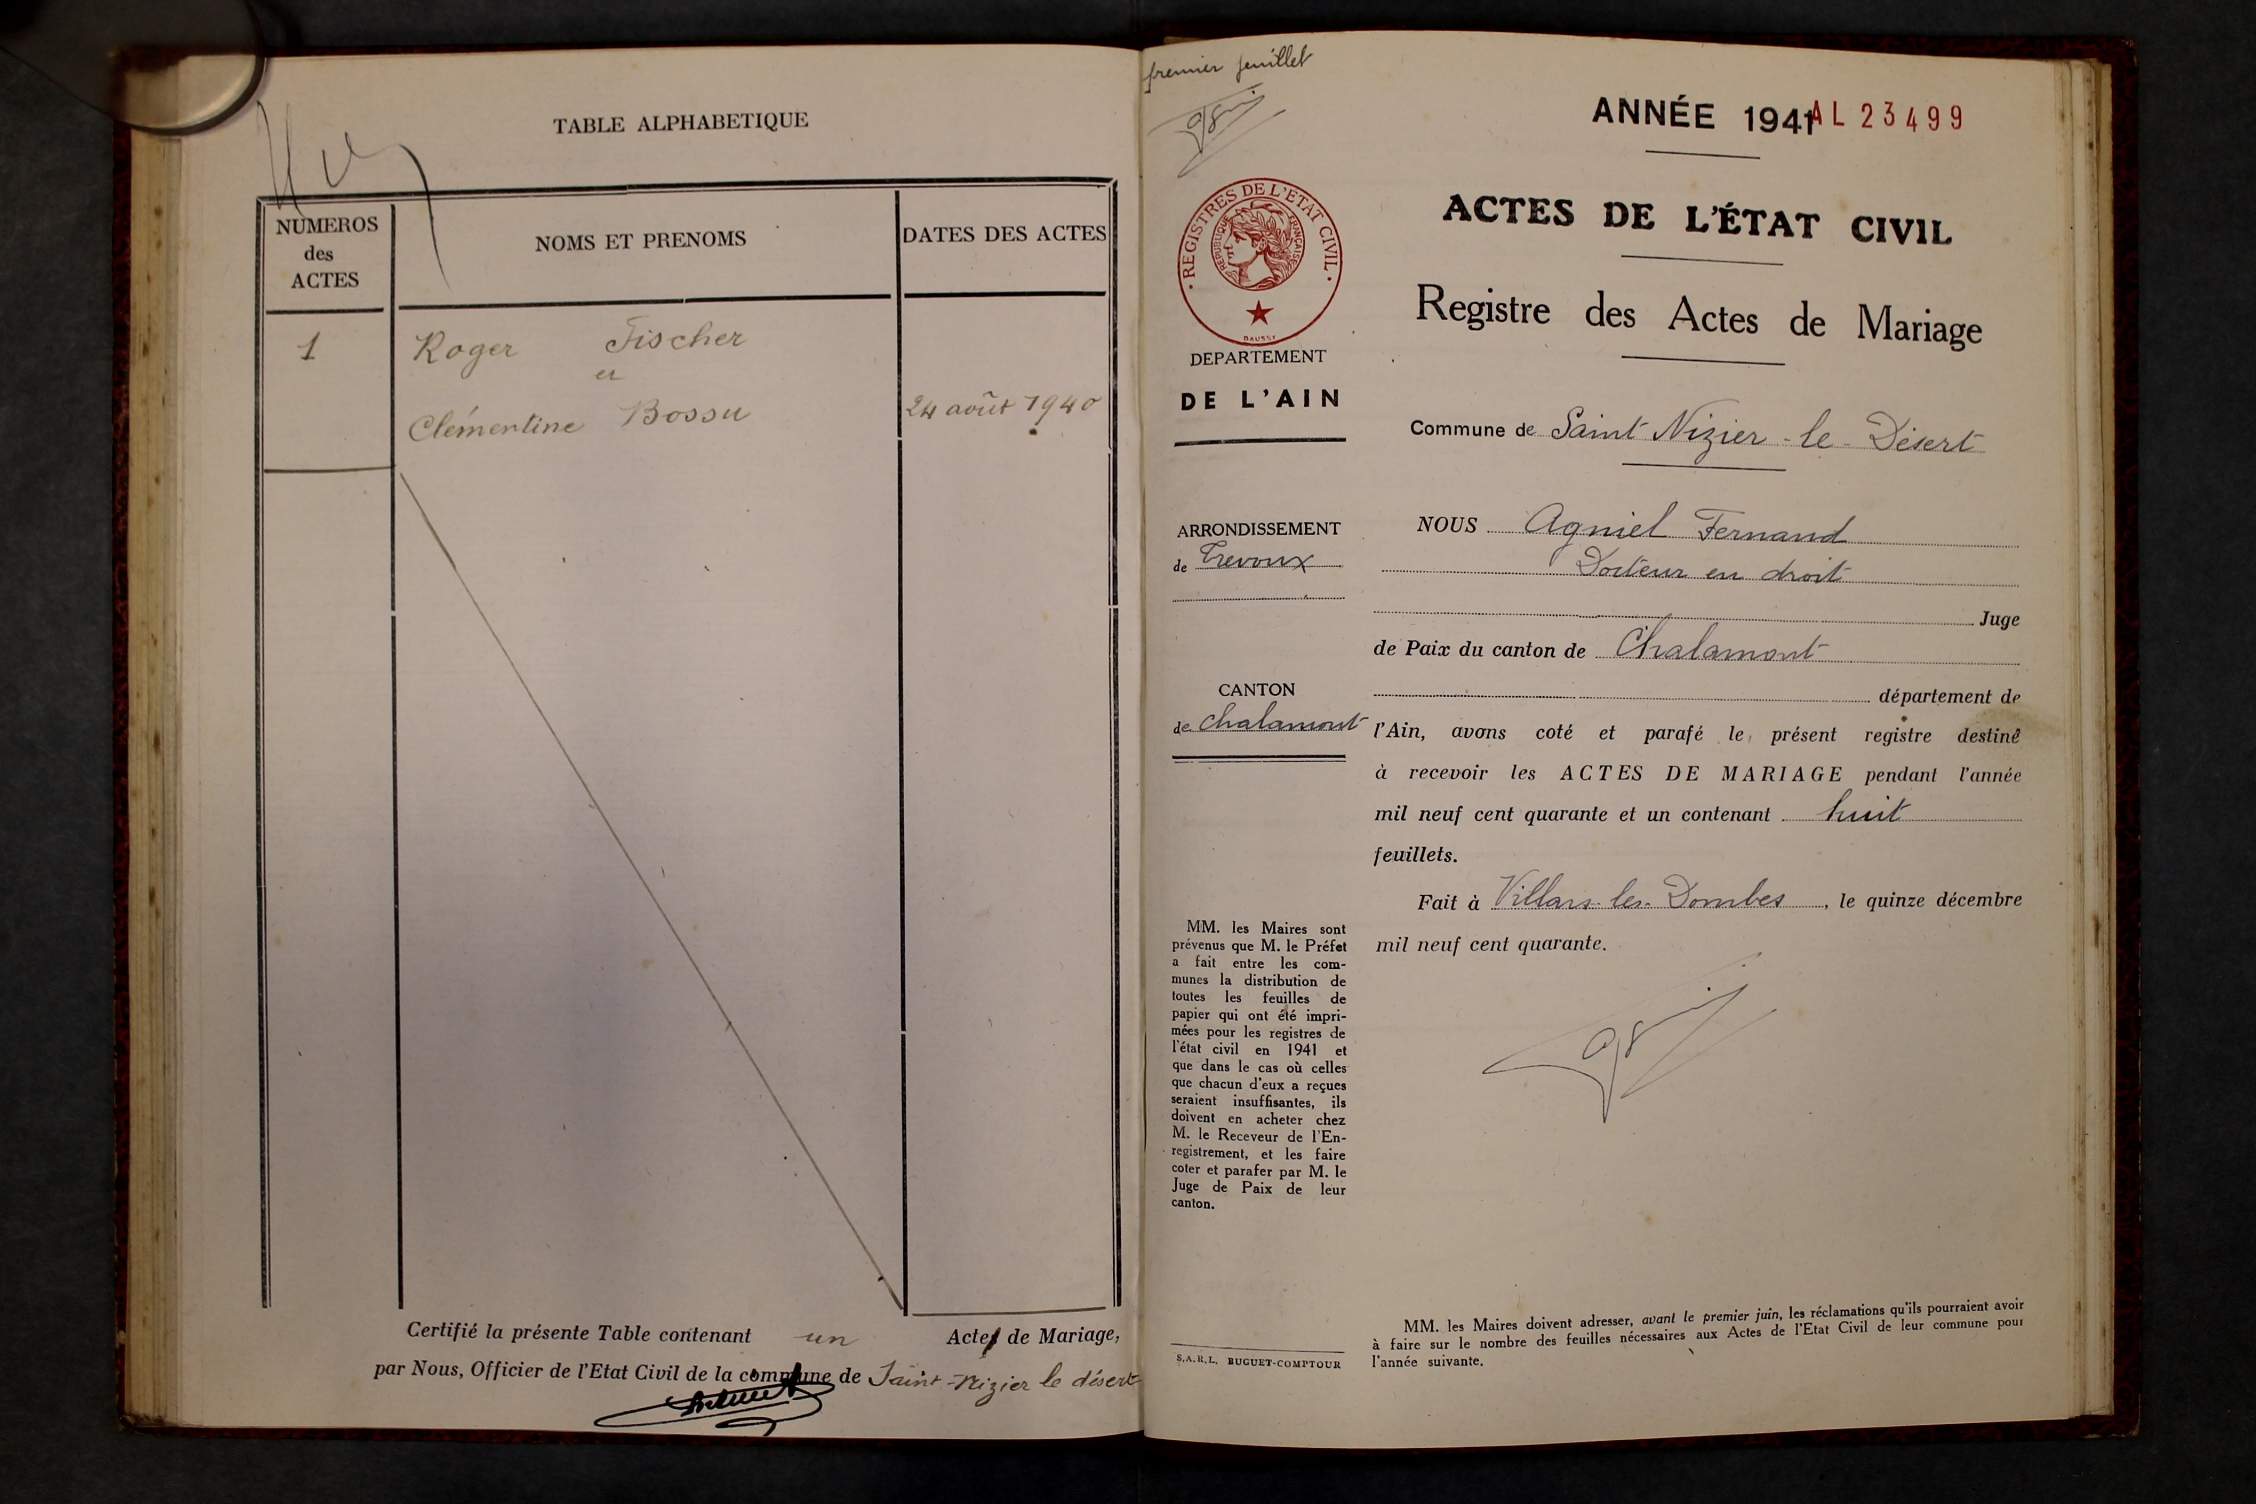 Vu
TABLE ALPHABETIQUE
NUMEROS
des
ACTES
NOMS ET PRENOMS
DATES DES ACTES
1
Roger Fischer
et
Clémentine Bossu
24 août 1940
Certifié la présente Table contenant un Acte de Mariage,
par Nous, Officier de l'Etat Civil de la commune de Saint-Nizier le désert
premier feuillet
ANNÉE 1941
AL 23499
REGISTRES DE L'ETAT CIVIL
REPUBLIQUE FRANÇAISE
DAUSSY
DEPARTEMENT
DE L'AIN
ARRONDISSEMENT
de Trevoux
CANTON
de Chalamont
MM. les Maires sont
prévenus que M. le Préfet
a fait entre les com-
munes la distribution de
toutes les feuilles de
papier qui ont été impri-
mées pour les registres de
l'état civil en 1941 et
que dans le cas où celles
que chacun d'eux a reçues
seraient insuffisantes, ils
doivent en acheter chez
M. le Receveur de l'En-
registrement, et les faire
coter et parafer par M. le
Juge de Paix de leur
canton.
S.A.R.L. BUGUET-COMPTOUR
ACTES DE L'ÉTAT CIVIL
Registre des Actes de Mariage
Commune de Saint Nizier-le-Désert
NOUS Agniel Fernand
Docteur en droit
Juge
de Paix du canton de Chalamont
département de
l'Ain, avons coté et parafé le présent registre destiné
à recevoir les ACTES DE MARIAGE pendant l'année
mil neuf cent quarante et un contenant huit
feuillets.
Fait à Villars-les-Dombes, le quinze décembre
mil neuf cent quarante.
MM. les Maires doivent adresser, avant le premier juin, les réclamations qu'ils pourraient avoir
à faire sur le nombre des feuilles nécessaires aux Actes de l'Etat Civil de leur commune pour
l'année suivante.